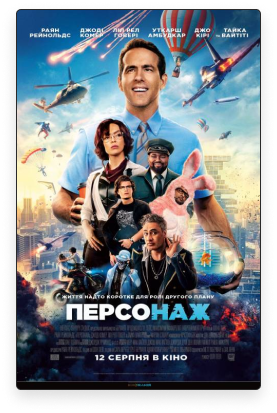 РАЯН ДЖОДІ ЛІЛ РЕЛ УТКАРШ ДЖО ТАЙКА
РЕЙНОЛЬДС КОМЕР ГОВЕРІ АМБУДКАР КІРІ ВАЙТІТІ
ЖИТТЯ НАДТО КОРОТКЕ ДЛЯ РОЛІ ДРУГОГО ПЛАНУ
ПЕРСОНАЖ
12 СЕРПНЯ В КІНО